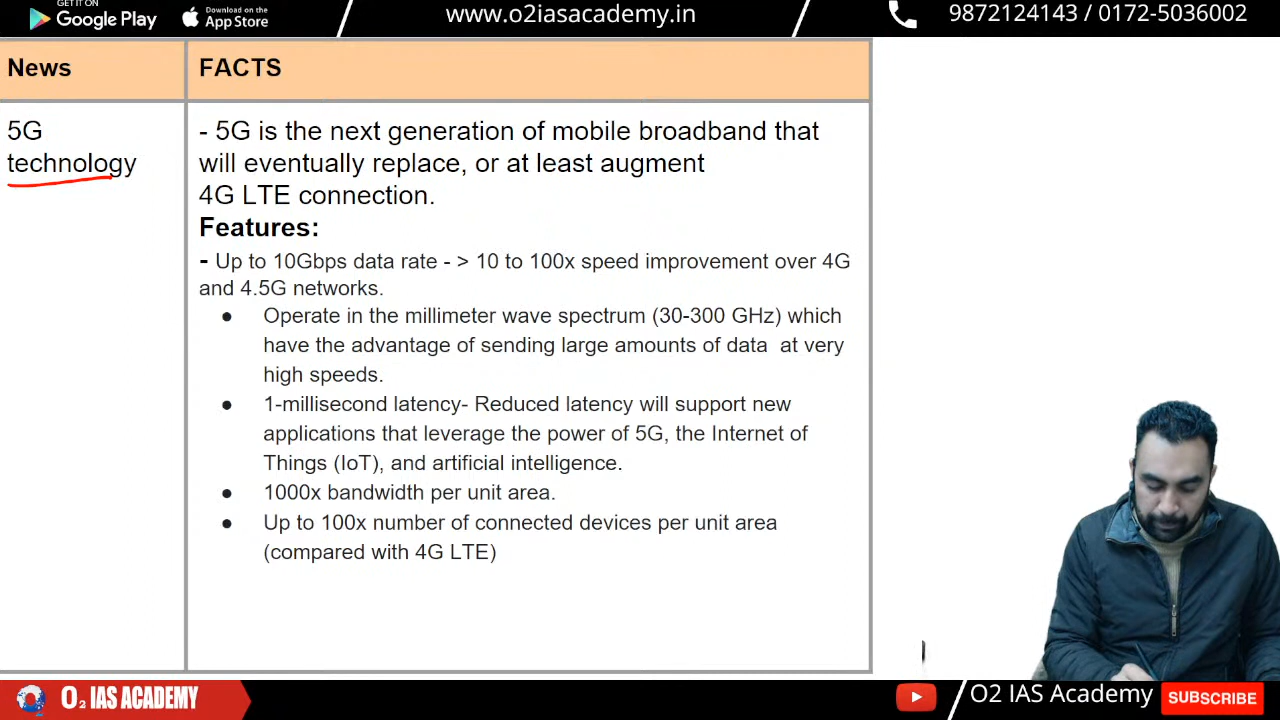 GET IT ON
Google Play
Download on the
App Store
www.o2iasacademy.in
9872124143 / 0172-5036002
News
FACTS
5G
technology
- 5G is the next generation of mobile broadband that
will eventually replace, or at least augment
4G LTE connection.
Features:
- Up to 10Gbps data rate - > 10 to 100x speed improvement over 4G
and 4.5G networks.
● Operate in the millimeter wave spectrum (30-300 GHz) which
have the advantage of sending large amounts of data at very
high speeds.
● 1-millisecond latency- Reduced latency will support new
applications that leverage the power of 5G, the Internet of
Things (IoT), and artificial intelligence.
● 1000x bandwidth per unit area.
● Up to 100x number of connected devices per unit area
(compared with 4G LTE)
O2 IAS ACADEMY
O2 IAS Academy
SUBSCRIBE